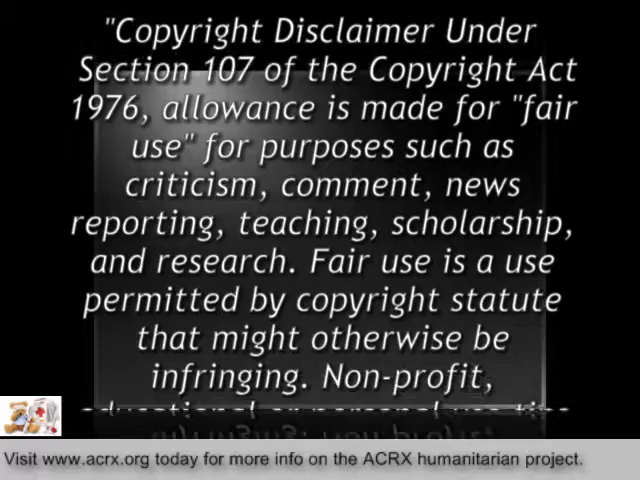 "Copyright Disclaimer Under
Section 107 of the Copyright Act
1976, allowance is made for "fair
use" for purposes such as
criticism, comment, news
reporting, teaching, scholarship,
and research. Fair use is a use
permitted by copyright statute
that might otherwise be
infringing. Non-profit,
Visit www.acrx.org today for more info on the ACRX humanitarian project.